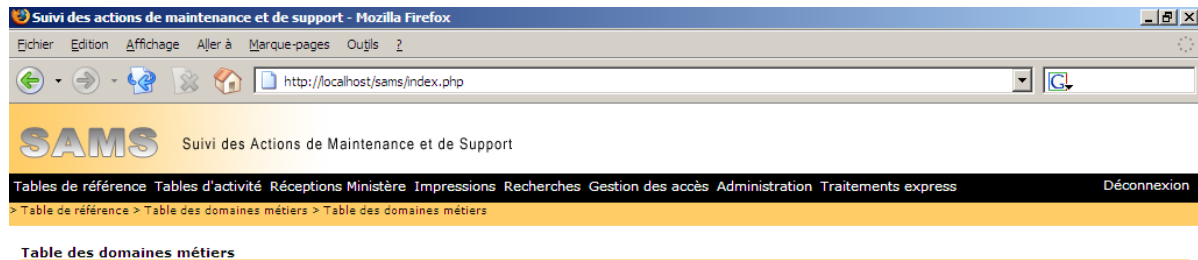 Suivi des actions de maintenance et de support - Mozilla Firefox
Fichier Edition Affichage Aller à Marque-pages Outils ?
http://localhost/sams/index.php G
SAMS Suivi des Actions de Maintenance et de Support
Tables de référence Tables d'activité Réceptions Ministère Impressions Recherches Gestion des accès Administration Traitements express Déconnexion
> Table de référence > Table des domaines métiers > Table des domaines métiers
Table des domaines métiers